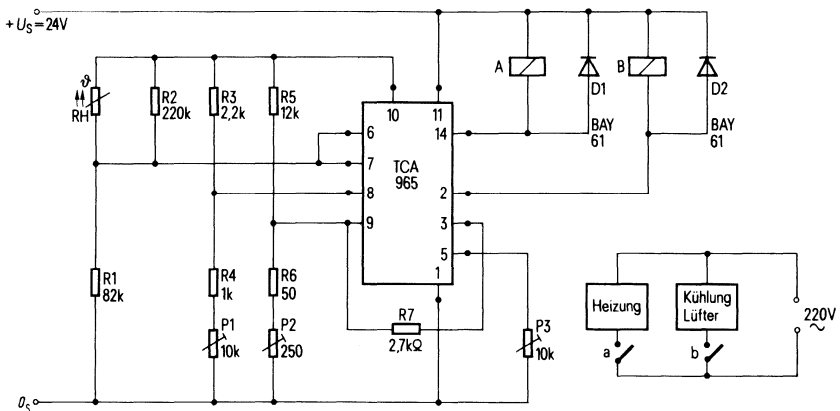 + U_S = 24V
ϑ
RH
R2
220k
R3
2,2k
R5
12k
A
D1
BAY
61
B
D2
BAY
61
10
11
6
7
8
9
14
2
3
5
1
TCA
965
R1
82k
R4
1k
P1
10k
R6
50
P2
250
R7
2,7kΩ
P3
10k
Heizung
Kühlung
Lüfter
a
b
220V
~
0_S